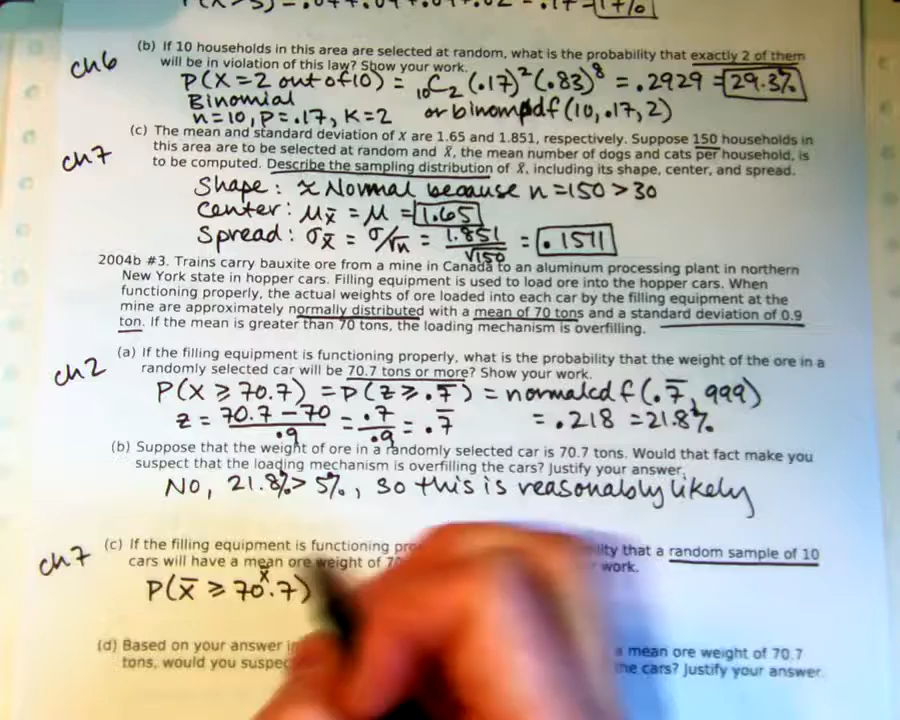 (b) If 10 households in this area are selected at random, what is the probability that exactly 2 of them
will be in violation of this law? Show your work.
ch6
P(X=2 out of 10) = ₁₀C₂ (.17)² (.83)⁸ = .2929 = 29.3%
Binomial
n=10, p=.17, k=2 or binompdf (10, .17, 2)
(c) The mean and standard deviation of X are 1.65 and 1.851, respectively. Suppose 150 households in
this area are to be selected at random and X̄, the mean number of dogs and cats per household, is
to be computed. Describe the sampling distribution of X̄, including its shape, center, and spread.
ch7
Shape: ≈ Normal because n=150 > 30
Center: μx̄ = μ = 1.65
Spread: σx̄ = σ/√n = 1.851/√150 = .1511
2004b #3. Trains carry bauxite ore from a mine in Canada to an aluminum processing plant in northern
New York state in hopper cars. Filling equipment is used to load ore into the hopper cars. When
functioning properly, the actual weights of ore loaded into each car by the filling equipment at the
mine are approximately normally distributed with a mean of 70 tons and a standard deviation of 0.9
ton. If the mean is greater than 70 tons, the loading mechanism is overfilling.
(a) If the filling equipment is functioning properly, what is the probability that the weight of the ore in a
randomly selected car will be 70.7 tons or more? Show your work.
ch2
P(X ≥ 70.7) = P(z ≥ .7̄) = normalcdf(.7̄, 999)
z = 70.7-70/.9 = .7/.9 = .7̄ = .218 = 21.8%
(b) Suppose that the weight of ore in a randomly selected car is 70.7 tons. Would that fact make you
suspect that the loading mechanism is overfilling the cars? Justify your answer.
No, 21.8% > 5%, so this is reasonably likely
ch7
(c) If the filling equipment is functioning that a random sample of 10
cars will have a mean ore weight of work.
P(x̄ ≥ 70.7)
(d) Based on your answer a mean ore weight of 70.7
tons, would you the cars? Justify your answer.